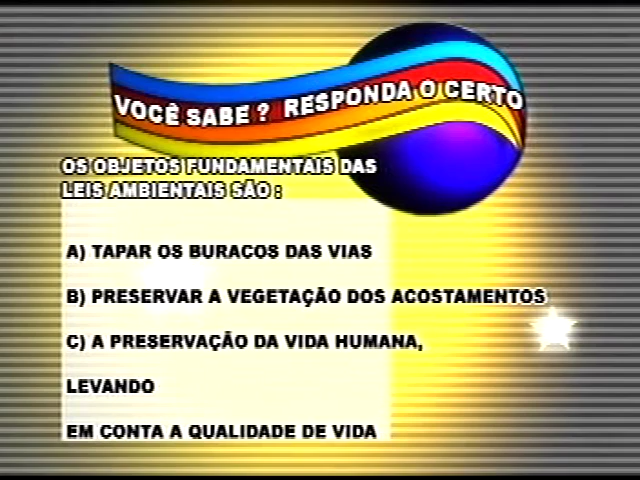 VOCÊ SABE ? RESPONDA O CERTO
OS OBJETOS FUNDAMENTAIS DAS
LEIS AMBIENTAIS SÃO :
A) TAPAR OS BURACOS DAS VIAS
B) PRESERVAR A VEGETAÇÃO DOS ACOSTAMENTOS
C) A PRESERVAÇÃO DA VIDA HUMANA,
LEVANDO
EM CONTA A QUALIDADE DE VIDA